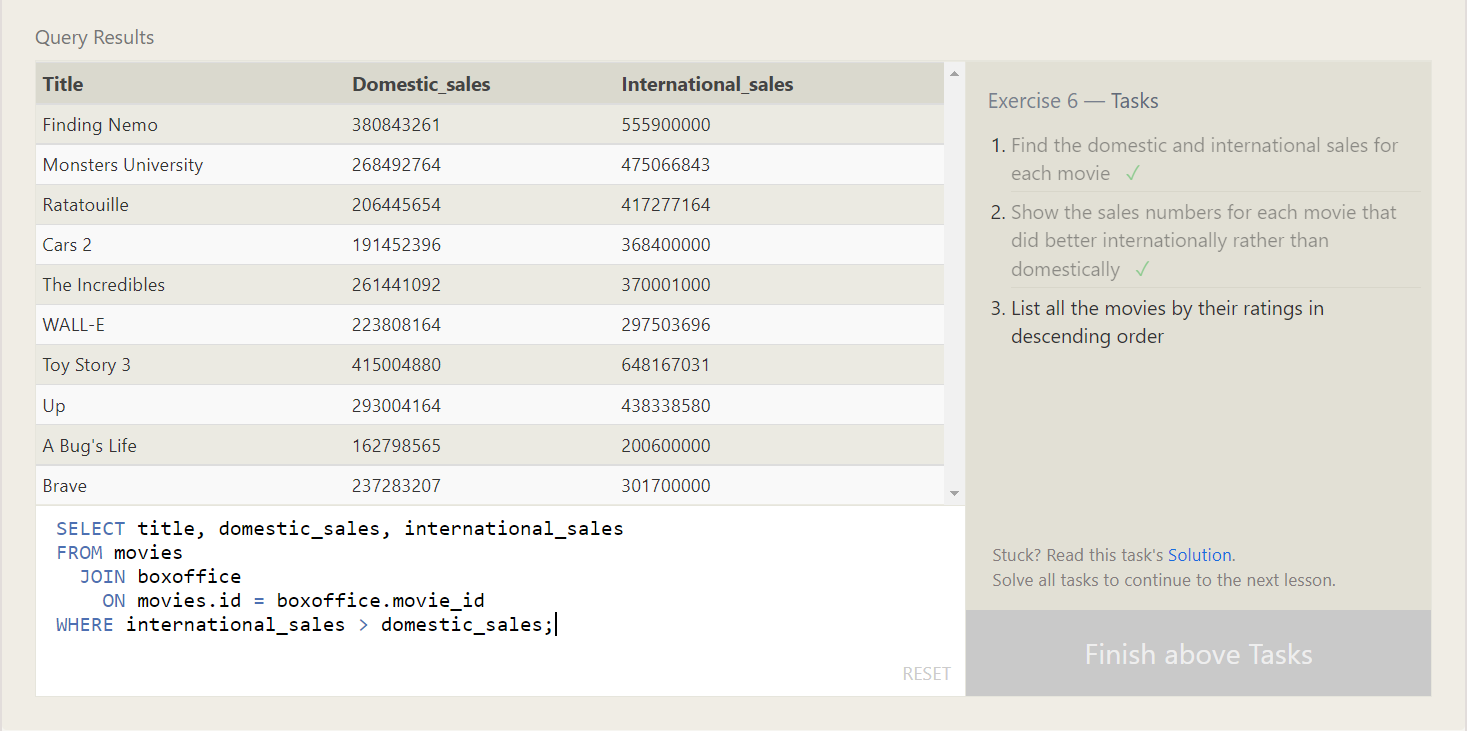 Query Results
Title Domestic_sales International_sales
Finding Nemo 380843261 555900000
Monsters University 268492764 475066843
Ratatouille 206445654 417277164
Cars 2 191452396 368400000
The Incredibles 261441092 370001000
WALL-E 223808164 297503696
Toy Story 3 415004880 648167031
Up 293004164 438338580
A Bug's Life 162798565 200600000
Brave 237283207 301700000
SELECT title, domestic_sales, international_sales
FROM movies
JOIN boxoffice
ON movies.id = boxoffice.movie_id
WHERE international_sales > domestic_sales;
RESET
Exercise 6 — Tasks
1. Find the domestic and international sales for
each movie ✓
2. Show the sales numbers for each movie that
did better internationally rather than
domestically ✓
3. List all the movies by their ratings in
descending order
Stuck? Read this task's Solution.
Solve all tasks to continue to the next lesson.
Finish above Tasks